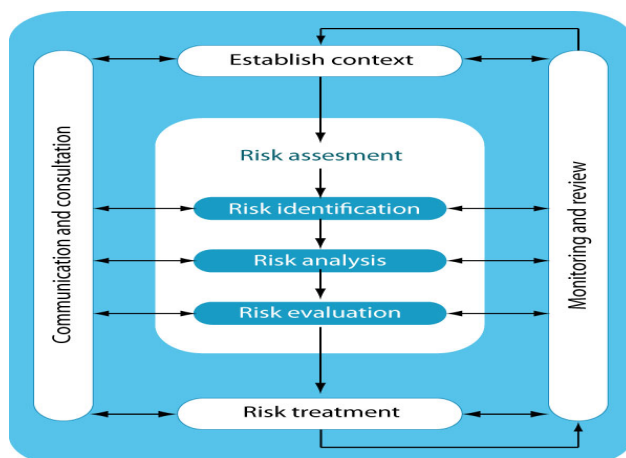 Establish context
Communication and consultation
Risk assesment
Risk identification
Risk analysis
Risk evaluation
Monitoring and review
Risk treatment